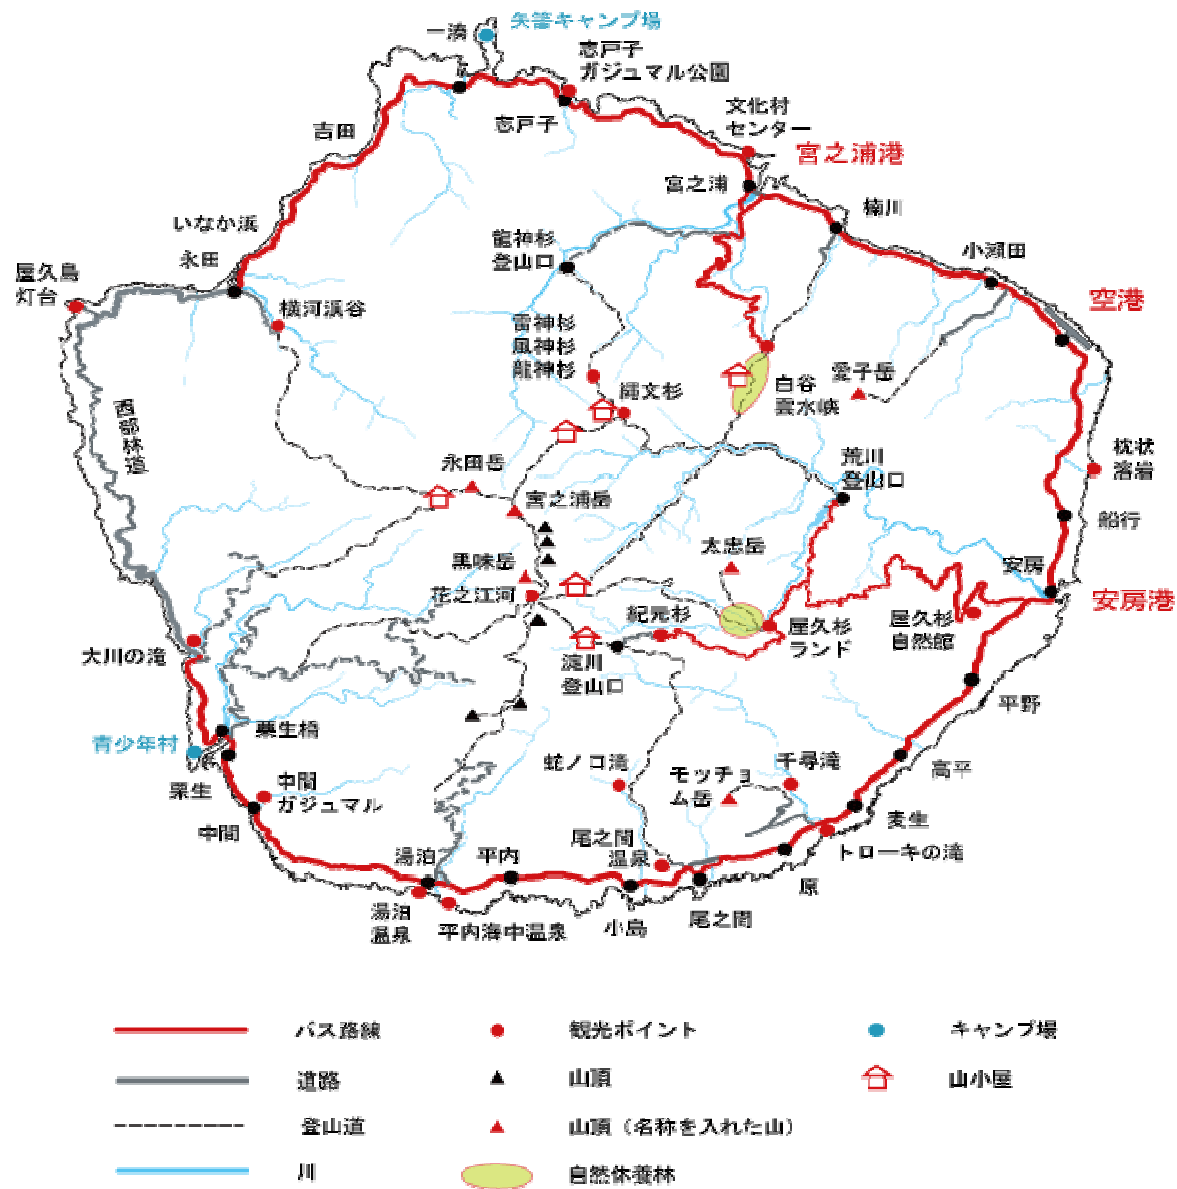 矢筈キャンプ場
一湊
志戸子
ガジュマル公園
志戸子
文化村
センター
宮之浦港
吉田
宮之浦
楠川
いなか浜
永田
龍神杉
登山口
小瀬田
屋久島
灯台
空港
横河渓谷
雷神杉
風神杉
龍神杉
縄文杉
白谷
雲水峡
愛子岳
西部林道
枕状
溶岩
永田岳
荒川
登山口
宮之浦岳
船行
太忠岳
黒味岳
安房
花之江河
安房港
紀元杉
屋久杉
ランド
屋久杉
自然館
大川の滝
淀川
登山口
平野
青少年村
栗生橋
蛇ノ口滝
モッチョ
ム岳
千尋滝
高平
栗生
中間
ガジュマル
中間
麦生
尾之間
温泉
湯泊
平内
トローキの滝
原
湯泊
温泉
平内海中温泉
小島
尾之間
バス路線
観光ポイント
キャンプ場
道路
山頂
山小屋
登山道
山頂（名称を入れた山）
川
自然休養林